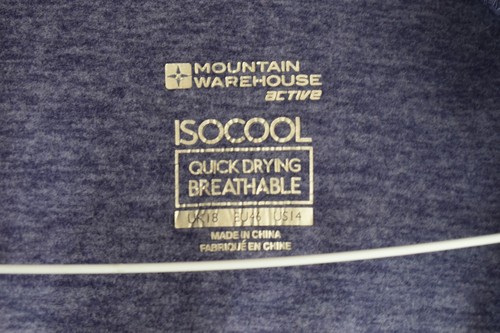 MOUNTAIN
WAREHOUSE
active
ISOCOOL
QUICK DRYING
BREATHABLE
UK18 EU46 US14
MADE IN CHINA
FABRIQUÉ EN CHINE